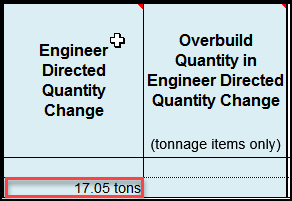 Engineer
Directed
Quantity
Change
Overbuild
Quantity in
Engineer Directed
Quantity Change
(tonnage items only)
17.05 tons